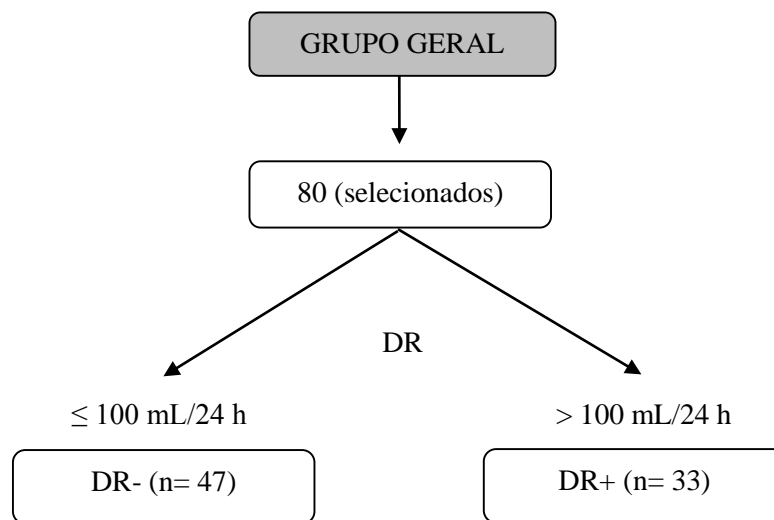 GRUPO GERAL
80 (selecionados)
DR
≤ 100 mL/24 h
> 100 mL/24 h
DR- (n= 47)
DR+ (n= 33)